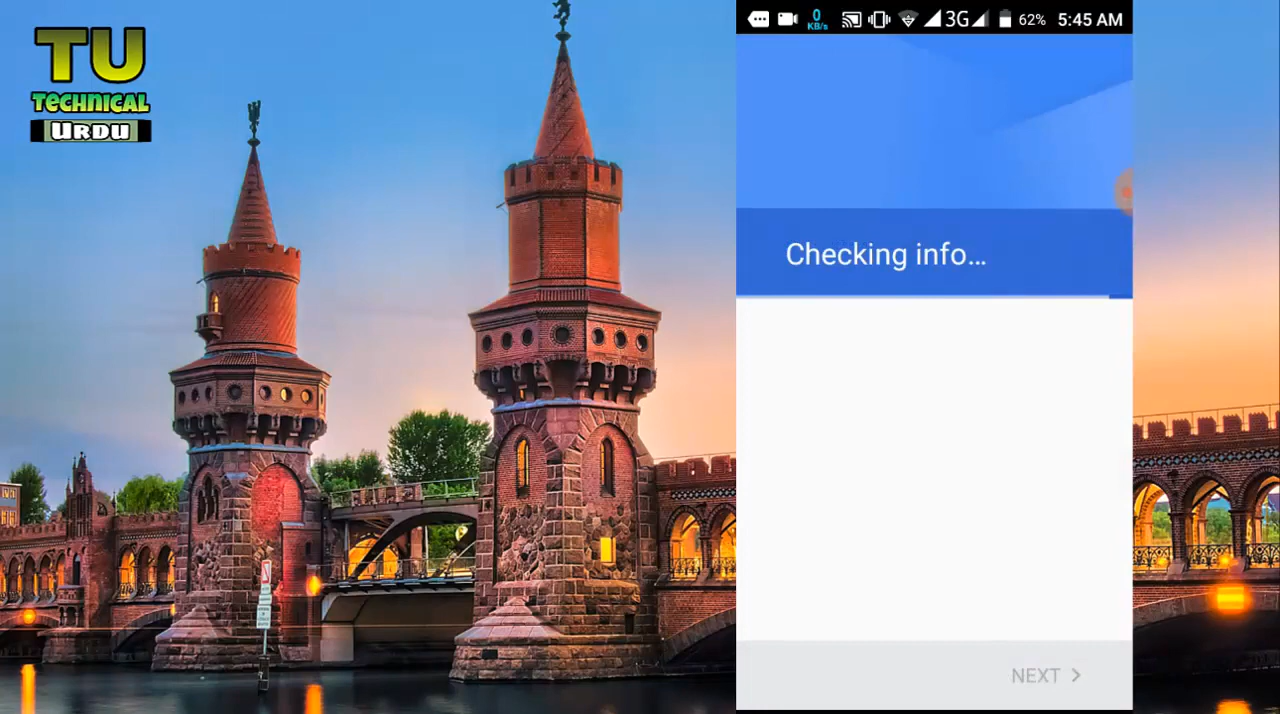 TU
TECHNICAL
URDU
0
KB/s
3G
62%
5:45 AM
Checking info...
NEXT